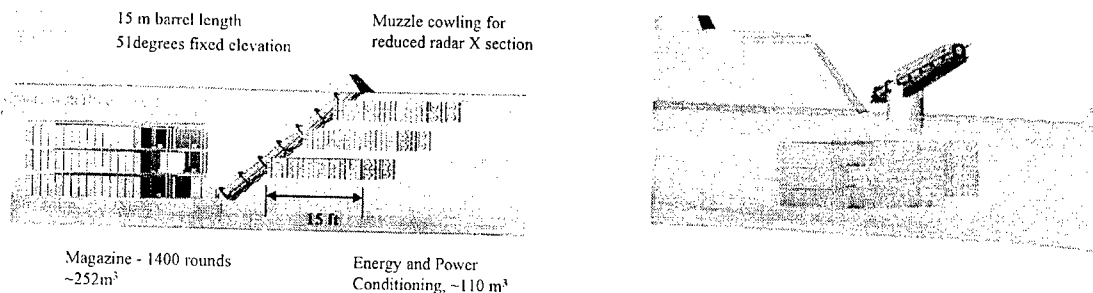 15 m barrel length
51degrees fixed elevation
Muzzle cowling for
reduced radar X section
15 ft
Magazine - 1400 rounds
~252m³
Energy and Power
Conditioning, ~110 m³